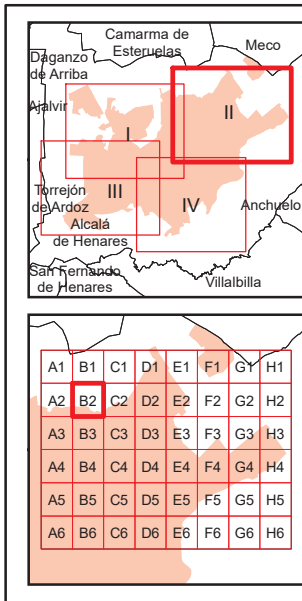 Camarma de
Esteruelas
Meco
Daganzo
de Arriba
Ajalvir
I
II
Torrejón
de Ardoz
III
IV
Anchuelo
Alcalá
de Henares
San Fernando
de Henares
Villalbilla
A1 B1 C1 D1 E1 F1 G1 H1
A2 B2 C2 D2 E2 F2 G2 H2
A3 B3 C3 D3 E3 F3 G3 H3
A4 B4 C4 D4 E4 F4 G4 H4
A5 B5 C5 D5 E5 F5 G5 H5
A6 B6 C6 D6 E6 F6 G6 H6